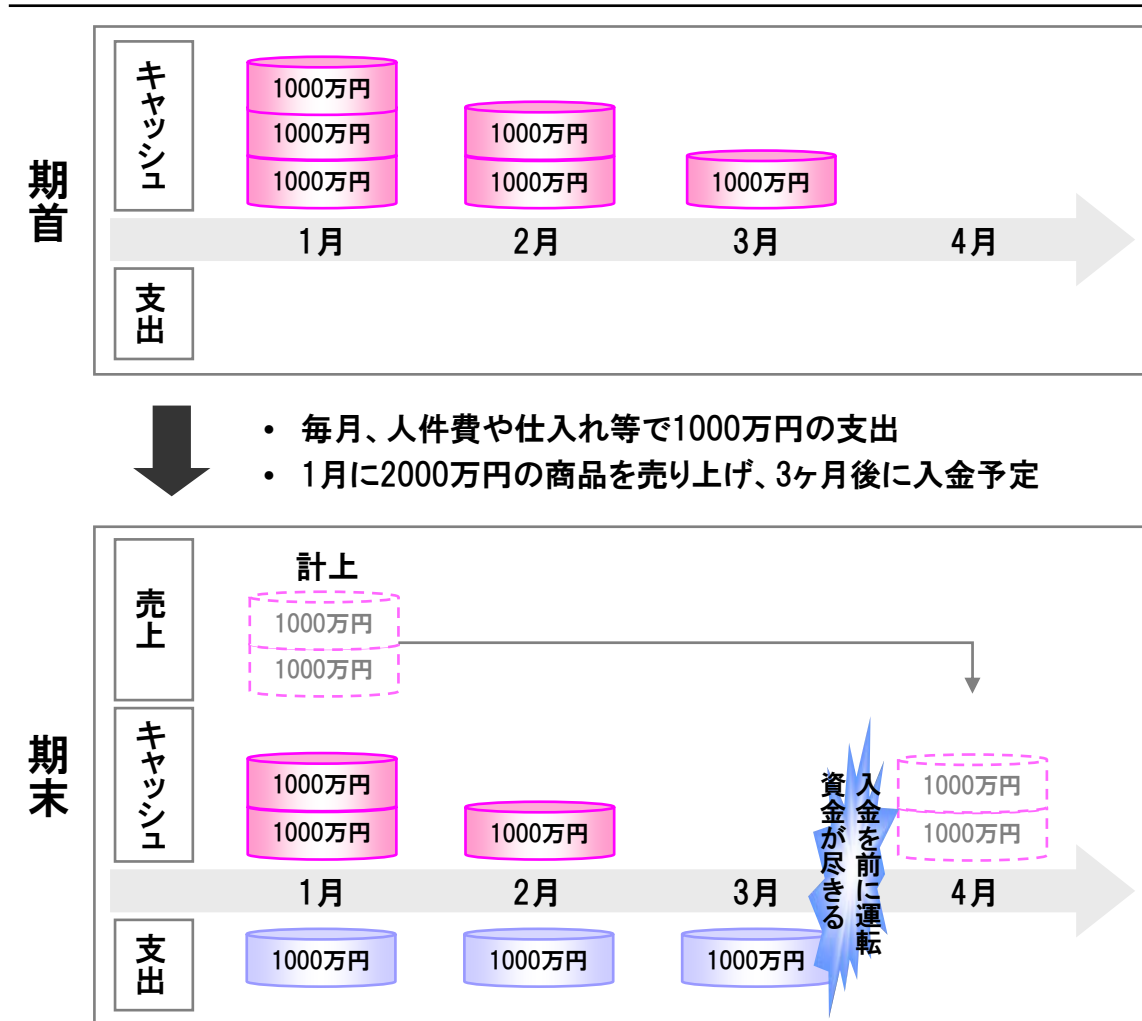 期首
キャッシュ
1000万円
1000万円
1000万円
1000万円
1000万円
1000万円
1月
2月
3月
4月
支出
• 毎月、人件費や仕入れ等で1000万円の支出
• 1月に2000万円の商品を売り上げ、3ヶ月後に入金予定
期末
売上
計上
1000万円
1000万円
キャッシュ
1000万円
1000万円
1000万円
入金を前に運転
資金が尽きる
1000万円
1000万円
1月
2月
3月
4月
支出
1000万円
1000万円
1000万円